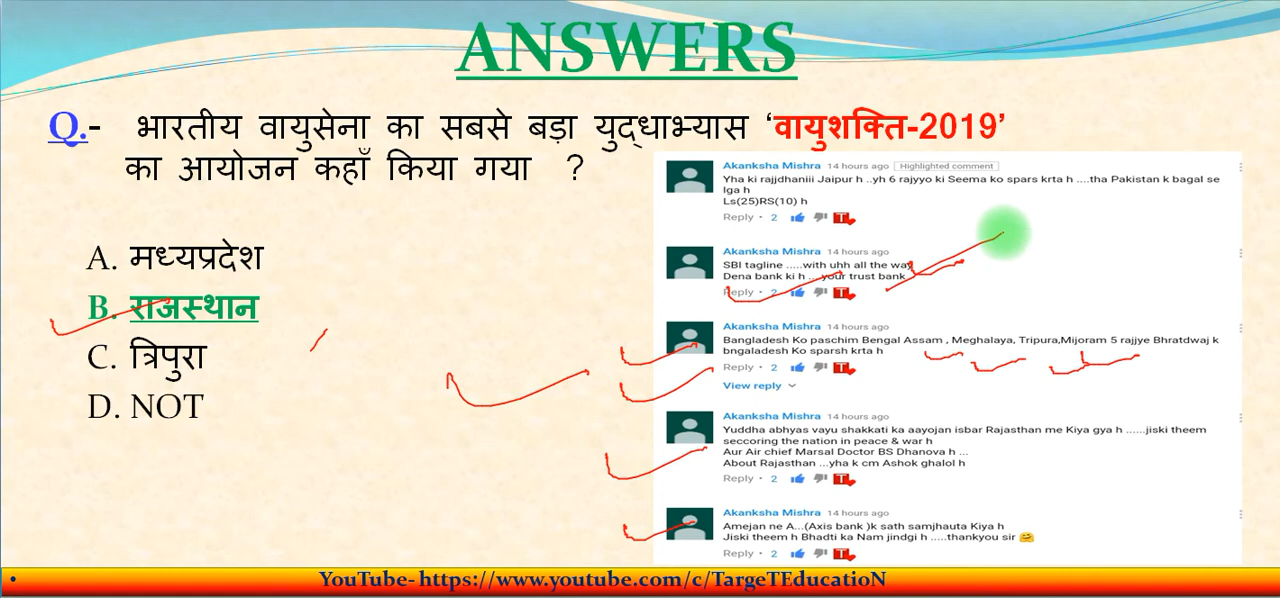 ANSWERS
Q.- भारतीय वायुसेना का सबसे बड़ा युद्धाभ्यास ‘वायुशक्ति-2019’
का आयोजन कहाँ किया गया ?
A. मध्यप्रदेश
B. राजस्थान
C. त्रिपुरा
D. NOT
Akanksha Mishra 14 hours ago Highlighted comment
Yha ki rajjdhaniii Jaipur h ..yh 6 rajyyo ki Seema ko spars krta h ....tha Pakistan k bagal se
lga h
Ls(25)RS(10) h
Reply · 2
Akanksha Mishra 14 hours ago
SBI tagline .....with uhh all the way
Dena bank ki h ...your trust bank
Reply · 2
Akanksha Mishra 14 hours ago
Bangladesh Ko paschim Bengal Assam , Meghalaya, Tripura,Mijoram 5 rajjye Bhratdwaj k
bngaladesh Ko sparsh krta h
Reply · 2
View reply
Akanksha Mishra 14 hours ago
Yuddha abhyas vayu shakkati ka aayojan isbar Rajasthan me Kiya gya h ......jiski theem
seccoring the nation in peace & war h
Aur Air chief Marsal Doctor BS Dhanova h ...
About Rajasthan ...yha k cm Ashok ghalol h
Reply · 2
Akanksha Mishra 14 hours ago
Amejan ne A...(Axis bank )k sath samjhauta Kiya h
Jiski theem h Bhadti ka Nam jindgi h .....thankyou sir 🤗
Reply · 2
• YouTube- https://www.youtube.com/c/TargeTEducatioN